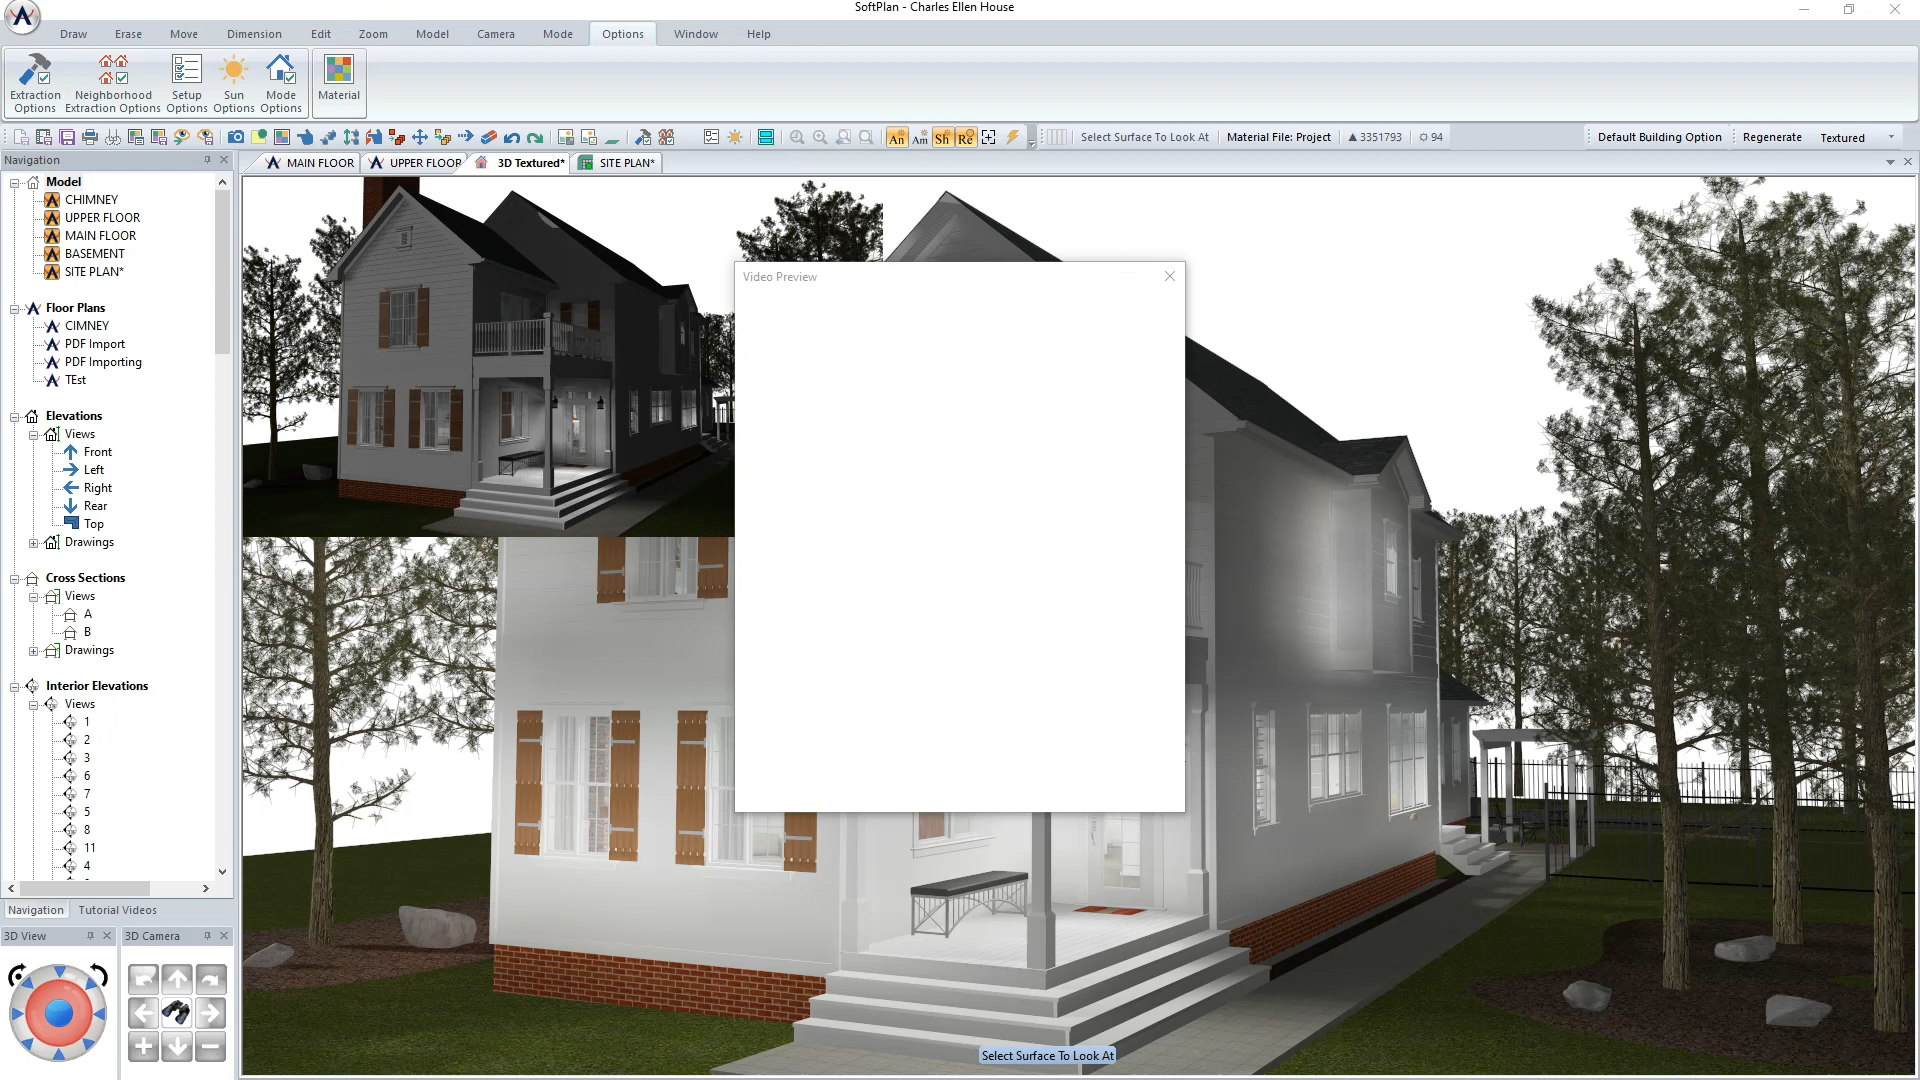 SoftPlan - Charles Ellen House
Draw Erase Move Dimension Edit Zoom Model Camera Mode Options Window Help
Extraction Options
Neighborhood Extraction Options
Setup Options
Sun Options
Mode Options
Material
An Am Sh Re Select Surface To Look At Material File: Project 3351793 94 Default Building Option Regenerate Textured
Navigation
MAIN FLOOR UPPER FLOOR 3D Textured* SITE PLAN*
Model
CHIMNEY
UPPER FLOOR
MAIN FLOOR
BASEMENT
SITE PLAN*
Floor Plans
CIMNEY
PDF Import
PDF Importing
TEst
Elevations
Views
Front
Left
Right
Rear
Top
Drawings
Cross Sections
Views
A
B
Drawings
Interior Elevations
Views
1
2
3
6
7
5
8
11
4
Navigation Tutorial Videos
3D View 3D Camera
Video Preview
Select Surface To Look At